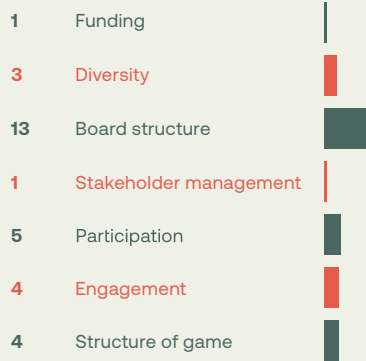 1 Funding
3 Diversity
13 Board structure
1 Stakeholder management
5 Participation
4 Engagement
4 Structure of game